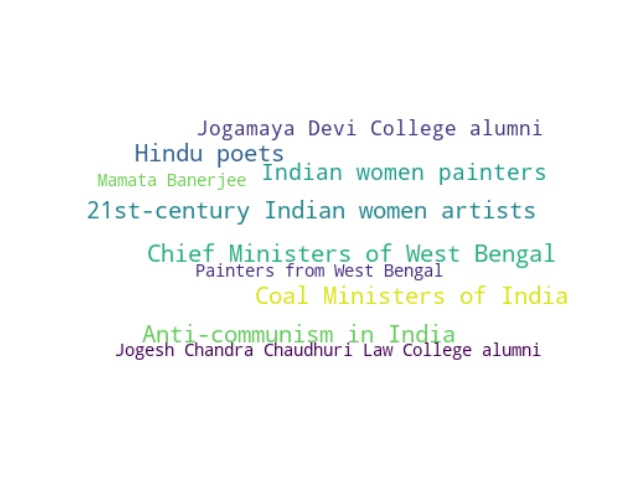 Jogamaya Devi College alumni
Hindu poets
Indian women painters
Mamata Banerjee
21st-century Indian women artists
Chief Ministers of West Bengal
Painters from West Bengal
Coal Ministers of India
Anti-communism in India
Jogesh Chandra Chaudhuri Law College alumni